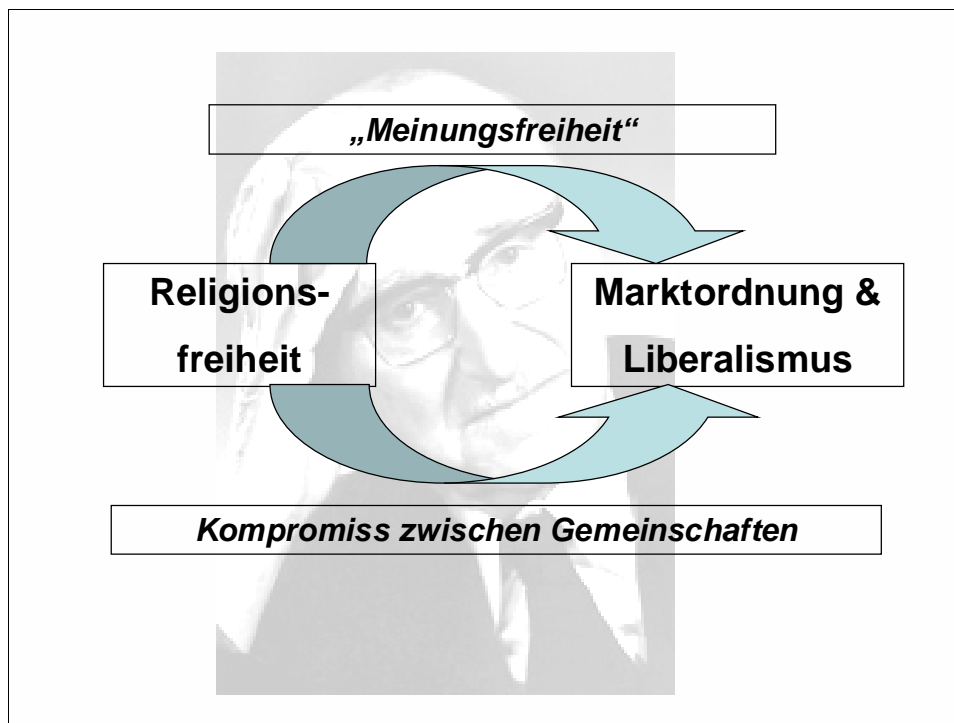 „Meinungsfreiheit“
Religions-
freiheit
Marktordnung &
Liberalismus
Kompromiss zwischen Gemeinschaften